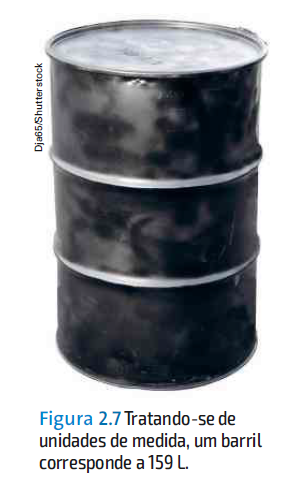 Dja65/Shutterstock
Figura 2.7 Tratando-se de
unidades de medida, um barril
corresponde a 159 L.